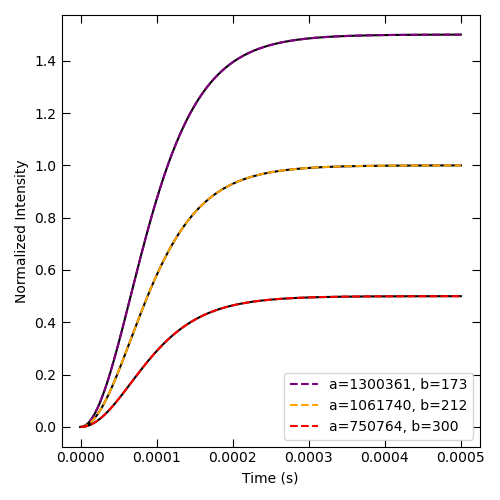 Normalized Intensity
1.4
1.2
1.0
0.8
0.6
0.4
0.2
0.0
a=1300361, b=173
a=1061740, b=212
a=750764, b=300
0.0000 0.0001 0.0002 0.0003 0.0004 0.0005
Time (s)